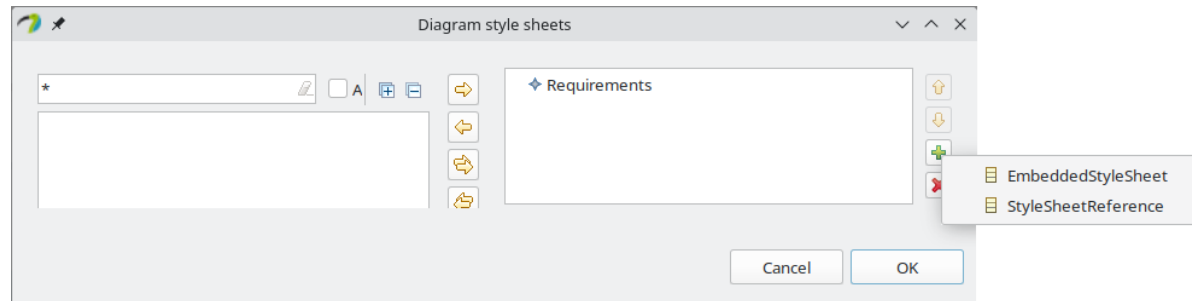 Diagram style sheets
*
A
Requirements
EmbeddedStyleSheet
StyleSheetReference
Cancel
OK